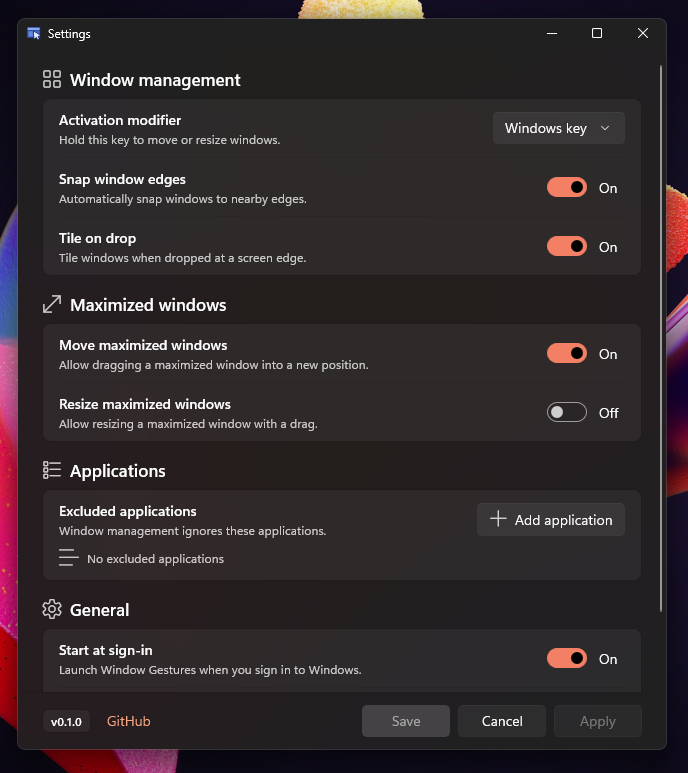 Settings
Window management
Activation modifier
Hold this key to move or resize windows.
Windows key
Snap window edges
Automatically snap windows to nearby edges.
On
Tile on drop
Tile windows when dropped at a screen edge.
On
Maximized windows
Move maximized windows
Allow dragging a maximized window into a new position.
On
Resize maximized windows
Allow resizing a maximized window with a drag.
Off
Applications
Excluded applications
Window management ignores these applications.
Add application
No excluded applications
General
Start at sign-in
Launch Window Gestures when you sign in to Windows.
On
v0.1.0
GitHub
Save
Cancel
Apply